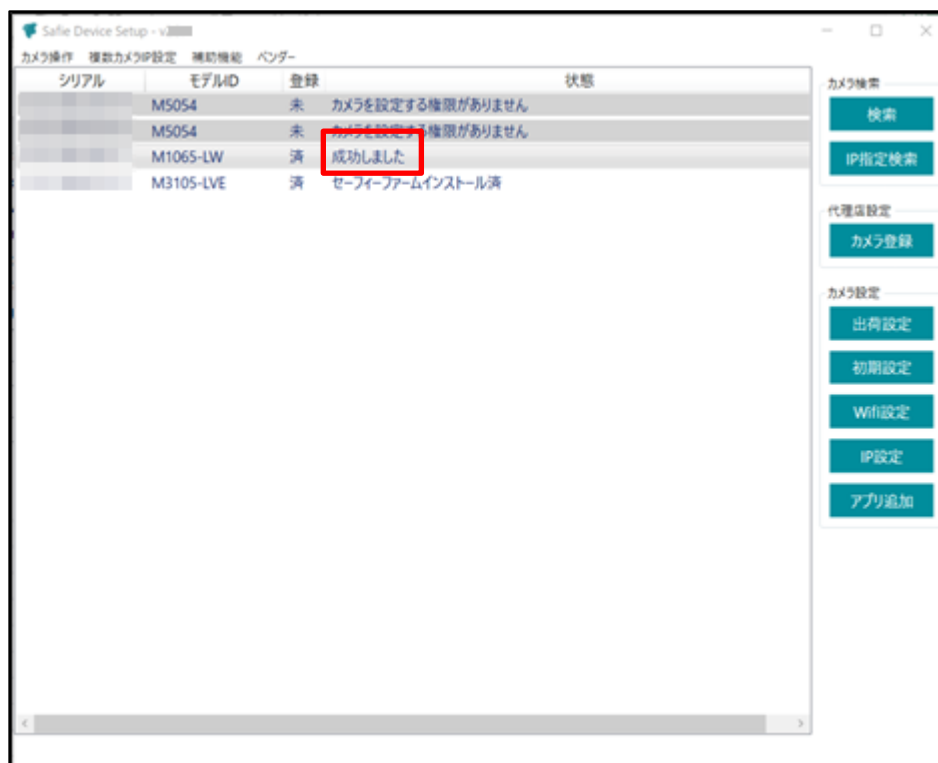 Safie Device Setup - v2
カメラ操作 複数カメラIP設定 補助機能 ベンダー
シリアル モデルID 登録 状態
M5054 未 カメラを設定する権限がありません
M5054 未 カメラを設定する権限がありません
M1065-LW 済 成功しました
M3105-LVE 済 セーフィーファームインストール済
カメラ検索
検索
IP指定検索
代理店設定
カメラ登録
カメラ設定
出荷設定
初期設定
Wifi設定
IP設定
アプリ追加